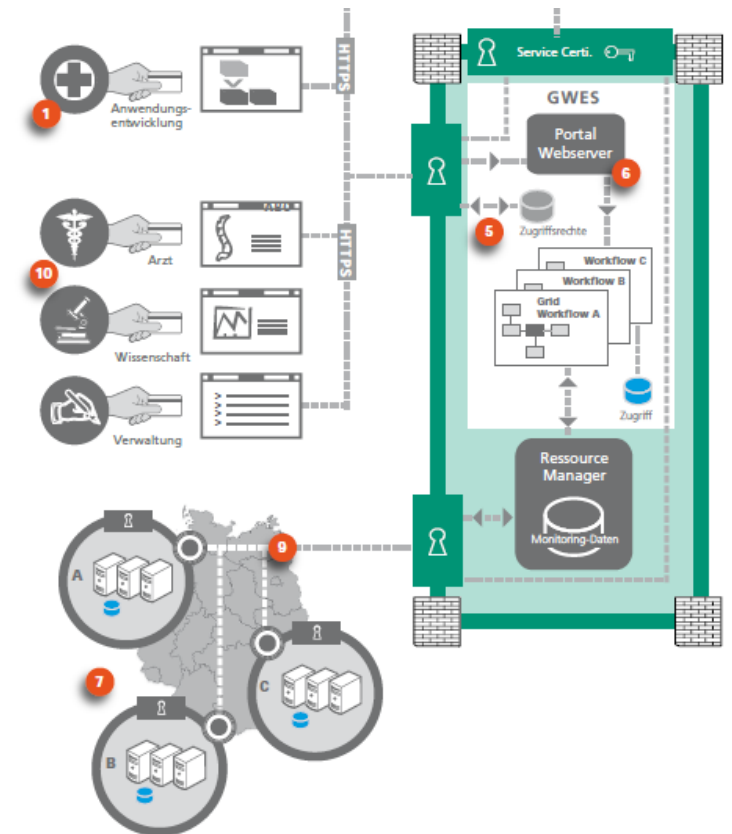 1
Anwendungs-
entwicklung
HTTPS
Arzt
10
Wissenschaft
Verwaltung
HTTPS
Service Certi.
GWES
Portal
Webserver
6
5
Zugriffsrechte
Workflow C
Workflow B
Grid
Workflow A
Zugriff
Ressource
Manager
Monitoring-Daten
9
A
7
C
B